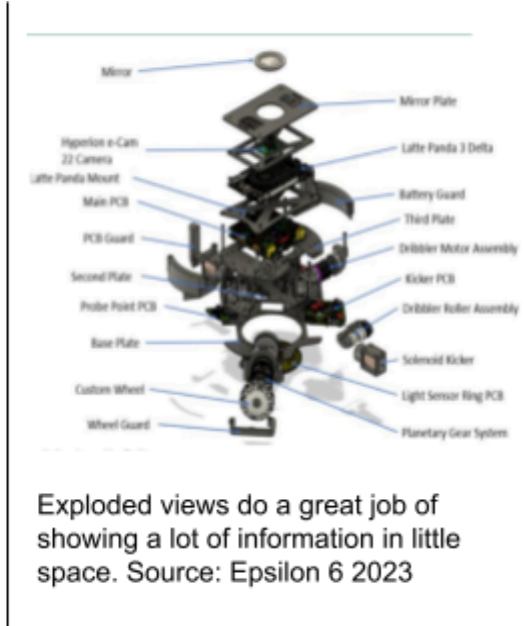 Mirror
Mirror Plate
Hyperion e-Cam
22 Camera
Latte Panda 3 Delta
Latte Panda Mount
Battery Guard
Main PCB
Third Plate
PCB Guard
Dribbler Motor Assembly
Second Plate
Kicker PCB
Probe Point PCB
Dribbler Roller Assembly
Base Plate
Solenoid Kicker
Custom Wheel
Light Sensor Ring PCB
Wheel Guard
Planetary Gear System
Exploded views do a great job of
showing a lot of information in little
space. Source: Epsilon 6 2023